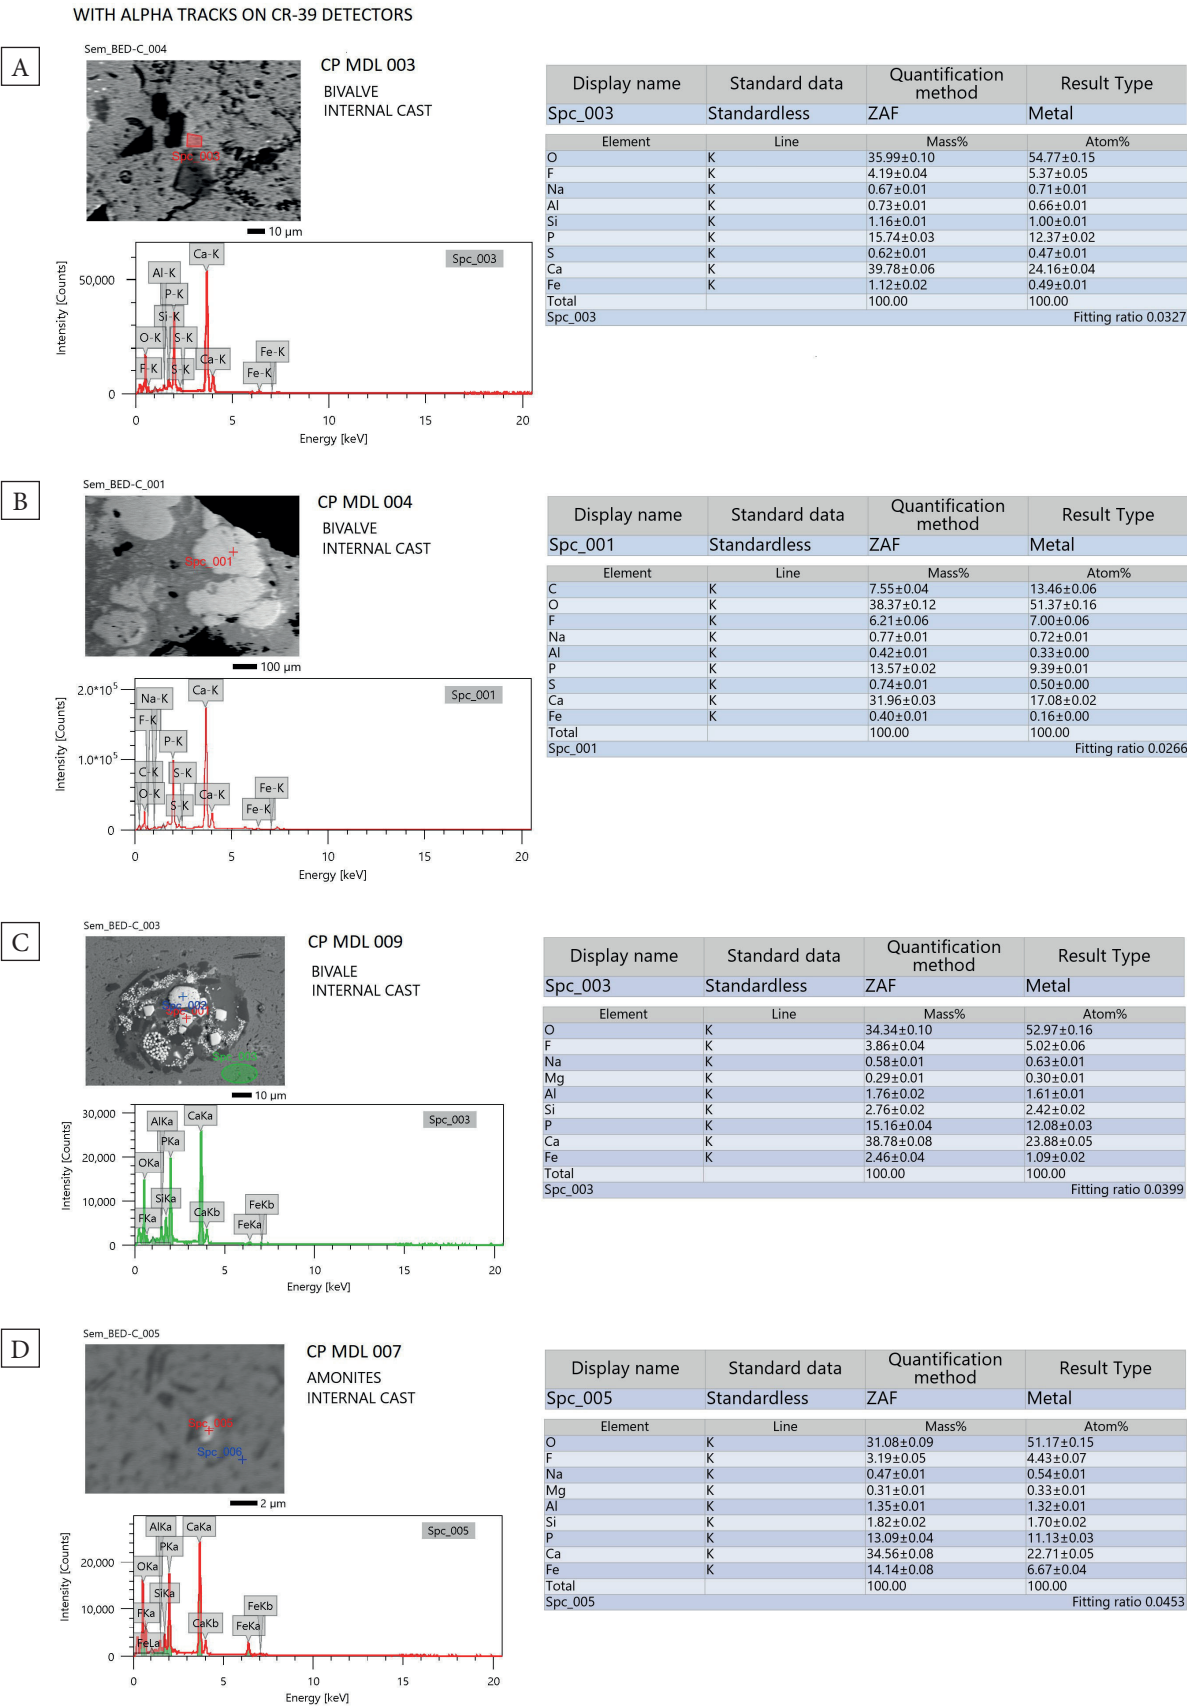 WITH ALPHA TRACKS ON CR-39 DETECTORS
A
Sem_BED-C_004
CP MDL 003
BIVALVE
INTERNAL CAST
Spc_003
10 µm
Display name Standard data Quantification method Result Type
Spc_003 Standardless ZAF Metal
Element Line Mass% Atom%
O K 35.99±0.10 54.77±0.15
F K 4.19±0.04 5.37±0.05
Na K 0.67±0.01 0.71±0.01
Al K 0.73±0.01 0.66±0.01
Si K 1.16±0.01 1.00±0.01
P K 15.74±0.03 12.37±0.02
S K 0.62±0.01 0.47±0.01
Ca K 39.78±0.06 24.16±0.04
Fe K 1.12±0.02 0.49±0.01
Total 100.00 100.00
Spc_003 Fitting ratio 0.0327
Intensity [Counts]
50,000
0
Ca-K
Spc_003
Al-K
P-K
Si-K
O-K
S-K
F-K
S-K
Ca-K
Fe-K
Fe-K
0 5 10 15 20
Energy [keV]
B
Sem_BED-C_001
CP MDL 004
BIVALVE
INTERNAL CAST
Spc_001
100 µm
Display name Standard data Quantification method Result Type
Spc_001 Standardless ZAF Metal
Element Line Mass% Atom%
C K 7.55±0.04 13.46±0.06
O K 38.37±0.12 51.37±0.16
F K 6.21±0.06 7.00±0.06
Na K 0.77±0.01 0.72±0.01
Al K 0.42±0.01 0.33±0.00
P K 13.57±0.02 9.39±0.01
S K 0.74±0.01 0.50±0.00
Ca K 31.96±0.03 17.08±0.02
Fe K 0.40±0.01 0.16±0.00
Total 100.00 100.00
Spc_001 Fitting ratio 0.0266
Intensity [Counts]
2.0*10⁵
1.0*10⁵
0
Na-K
Ca-K
Spc_001
F-K
P-K
C-K
S-K
O-K
S-K
Ca-K
Fe-K
Fe-K
0 5 10 15 20
Energy [keV]
C
Sem_BED-C_003
CP MDL 009
BIVALE
INTERNAL CAST
10 µm
Display name Standard data Quantification method Result Type
Spc_003 Standardless ZAF Metal
Element Line Mass% Atom%
O K 34.34±0.10 52.97±0.16
F K 3.86±0.04 5.02±0.06
Na K 0.58±0.01 0.63±0.01
Mg K 0.29±0.01 0.30±0.01
Al K 1.76±0.02 1.61±0.01
Si K 2.76±0.02 2.42±0.02
P K 15.16±0.04 12.08±0.03
Ca K 38.78±0.08 23.88±0.05
Fe K 2.46±0.04 1.09±0.02
Total 100.00 100.00
Spc_003 Fitting ratio 0.0399
Intensity [Counts]
30,000
20,000
10,000
0
AlKa
CaKa
Spc_003
PKa
OKa
SiKa
FKa
CaKb
FeKb
FeKa
0 5 10 15 20
Energy [keV]
D
Sem_BED-C_005
CP MDL 007
AMONITES
INTERNAL CAST
Spc_005
Spc_006
2 µm
Display name Standard data Quantification method Result Type
Spc_005 Standardless ZAF Metal
Element Line Mass% Atom%
O K 31.08±0.09 51.17±0.15
F K 3.19±0.05 4.43±0.07
Na K 0.47±0.01 0.54±0.01
Mg K 0.31±0.01 0.33±0.01
Al K 1.35±0.01 1.32±0.01
Si K 1.82±0.02 1.70±0.02
P K 13.09±0.04 11.13±0.03
Ca K 34.56±0.08 22.71±0.05
Fe K 14.14±0.08 6.67±0.04
Total 100.00 100.00
Spc_005 Fitting ratio 0.0453
Intensity [Counts]
20,000
10,000
0
AlKa
CaKa
Spc_005
PKa
OKa
SiKa
FKa
FeLa
CaKb
FeKb
FeKa
0 5 10 15 20
Energy [keV]